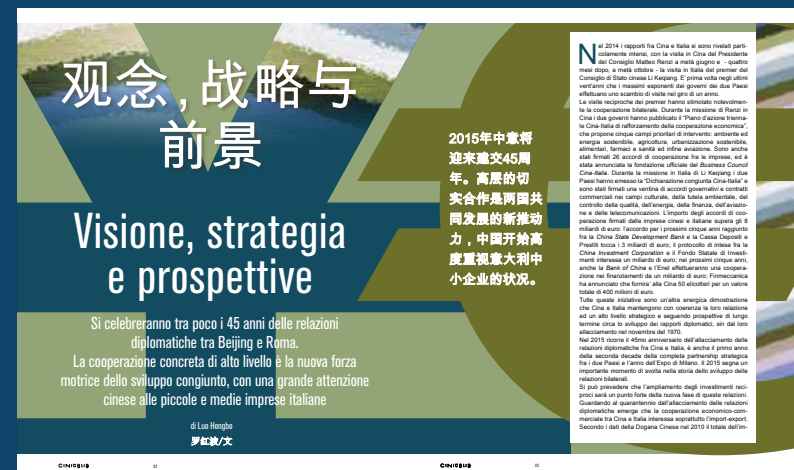 观念,战略与
前景
Visione, strategia
e prospettive
Si celebreranno tra poco i 45 anni delle relazioni
diplomatiche tra Beijing e Roma.
La cooperazione concreta di alto livello è la nuova forza
motrice dello sviluppo congiunto, con una grande attenzione
cinese alle piccole e medie imprese italiane
di Luo Hongbo
罗红波/文
2015年中意将
迎来建交45周
年。高层的切
实合作是两国共
同发展的新推动
力，中国开始高
度重视意大利中
小企业的状况。
Nel 2014 i rapporti fra Cina e Italia si sono rivelati parti-
colamente intensi, con la visita in Cina del Presidente
del Consiglio Matteo Renzi a metà giugno e - quattro
mesi dopo, a metà ottobre - la visita in Italia del premier del
Consiglio di Stato cinese Li Keqiang. E' prima volta negli ultimi
vent'anni che i massimi esponenti dei governi dei due Paesi
effettuano uno scambio di visite nel giro di un anno.
Le visite reciproche dei premier hanno stimolato notevolmen-
te la cooperazione bilaterale. Durante la missione di Renzi in
Cina i due governi hanno pubblicato il "Piano d'azione trienna-
le Cina-Italia di rafforzamento della cooperazione economica",
che propone cinque campi prioritari di intervento: ambiente ed
energia sostenibile, agricoltura, urbanizzazione sostenibile,
alimentari, farmaci e sanità ed infine aviazione. Sono anche
stati firmati 26 accordi di cooperazione fra le imprese, ed è
stata annunciata la fondazione ufficiale del Business Council
Cina-Italia. Durante la missione in Italia di Li Keqiang i due
Paesi hanno emesso la "Dichiarazione congiunta Cina-Italia" e
sono stati firmati una ventina di accordi governativi e contratti
commerciali nei campi culturale, della tutela ambientale, del
controllo della qualità, dell'energia, della finanza, dell'aviazio-
ne e delle telecomunicazioni. L'importo degli accordi di coo-
perazione firmati dalle imprese cinesi e italiane supera gli 8
miliardi di euro: l'accordo per i prossimi cinque anni raggiunto
fra la China State Development Bank e la Cassa Depositi e
Prestiti tocca i 3 miliardi di euro; il protocollo di intesa fra la
China Investment Corporation e il Fondo Statale di Investi-
menti interessa un miliardo di euro; nei prossimi cinque anni,
anche la Bank of China e l'Enel effettueranno una coopera-
zione nei finanziamenti da un miliardo di euro; Finmeccanica
ha annunciato che fornira' alla Cina 50 elicotteri per un valore
totale di 400 milioni di euro.
Tutte queste iniziative sono un'altra energica dimostrazione
che Cina e Italia mantengono con coerenza la loro relazione
ad un alto livello strategico e seguendo prospettive di lungo
termine circa lo sviluppo dei rapporti diplomatici, sin dal loro
allacciamento nel novembre del 1970.
Nel 2015 ricorre il 45mo anniversario dell'allacciamento delle
relazioni diplomatiche fra Cina e Italia, è anche il primo anno
della seconda decade della completa partnership strategica
fra i due Paesi e l'anno dell'Expo di Milano. Il 2015 segna un
importante momento di svolta nella storia dello sviluppo delle
relazioni bilaterali.
Si può prevedere che l'ampliamento degli investimenti reci-
proci sarà un punto forte della nuova fase di queste relazioni.
Guardando al quarantennio dall'allacciamento delle relazioni
diplomatiche emerge che la cooperazione economico-com-
merciale tra Cina e Italia interessa soprattutto l'import-export.
Secondo i dati della Dogana Cinese nel 2010 il totale dell'im-
CINITALIA
22
CINITALIA
23